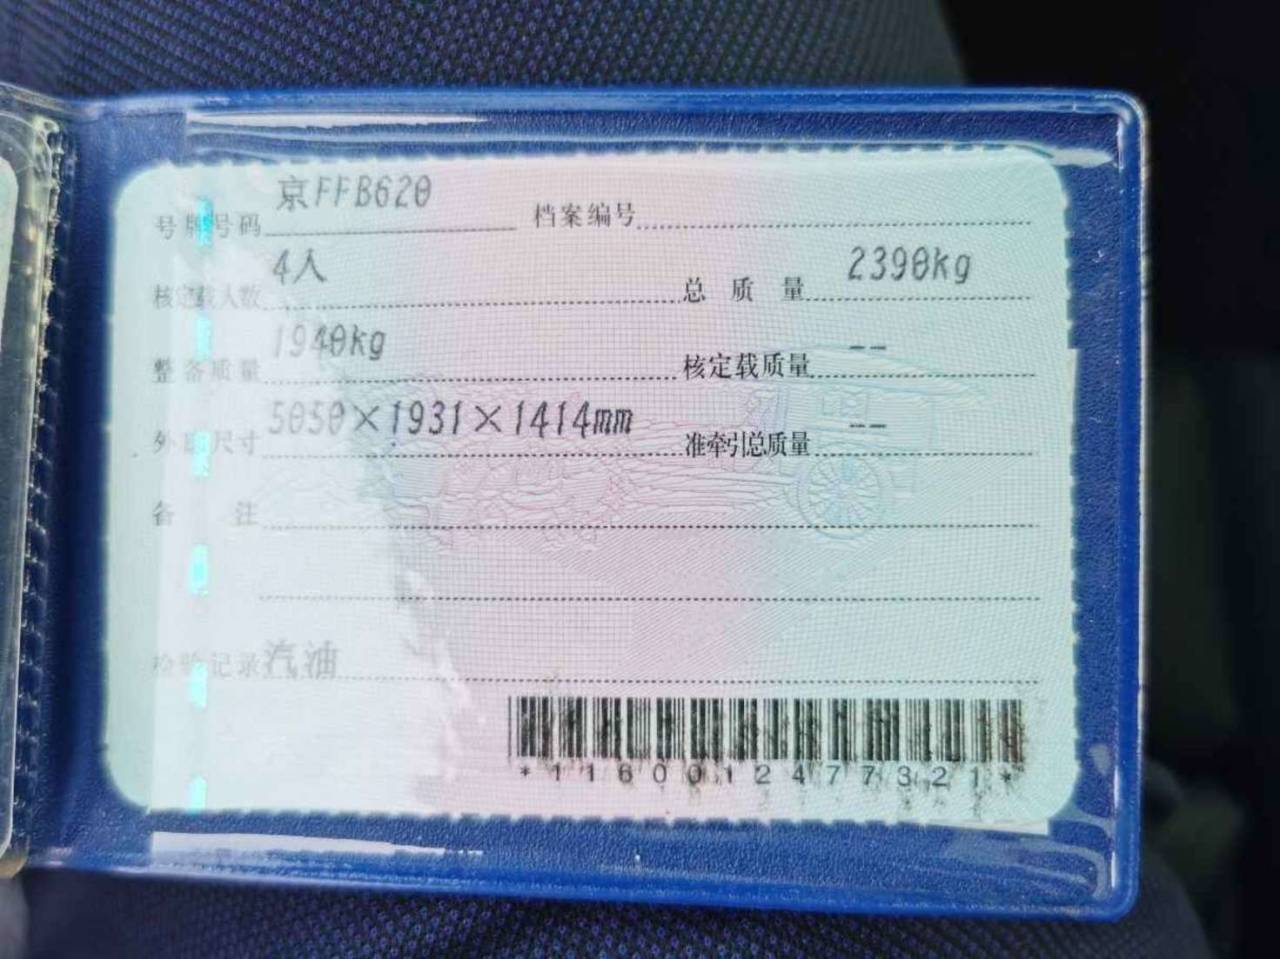 号牌号码 京FFB620 档案编号
核定载人数 4人 总质量 2390kg
整备质量 1940kg 核定载质量 --
外廓尺寸 5050×1931×1414mm 准牵引总质量 --
备注
检验记录 汽油
*1160012477321*